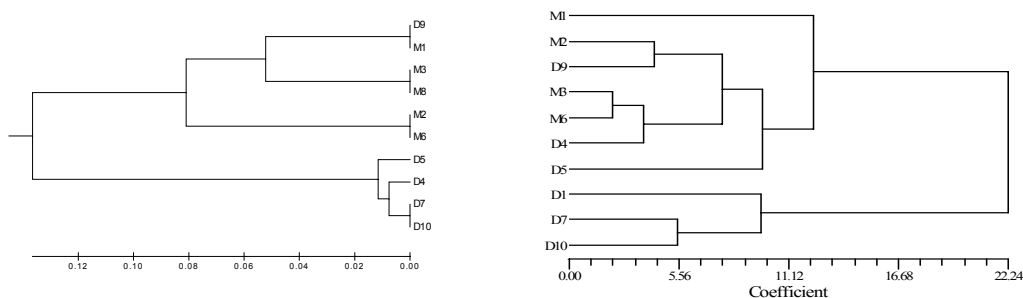 D9
M1
M3
M8
M2
M6
D5
D4
D7
D10
0.12 0.10 0.08 0.06 0.04 0.02 0.00
M1
M2
D9
M3
M6
D4
D5
D1
D7
D10
0.00 5.56 11.12 16.68 22.24
Coefficient